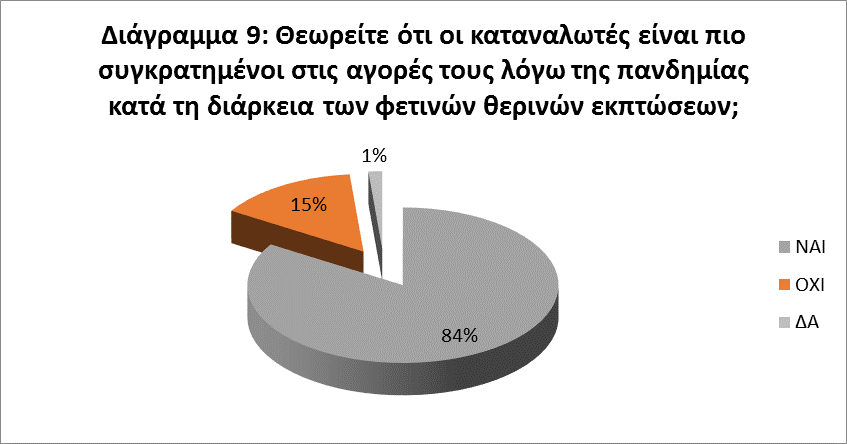 Διάγραμμα 9: Θεωρείτε ότι οι καταναλωτές είναι πιο
συγκρατημένοι στις αγορές τους λόγω της πανδημίας
κατά τη διάρκεια των φετινών θερινών εκπτώσεων;
1%
15%
84%
ΝΑΙ
ΟΧΙ
ΔΑ